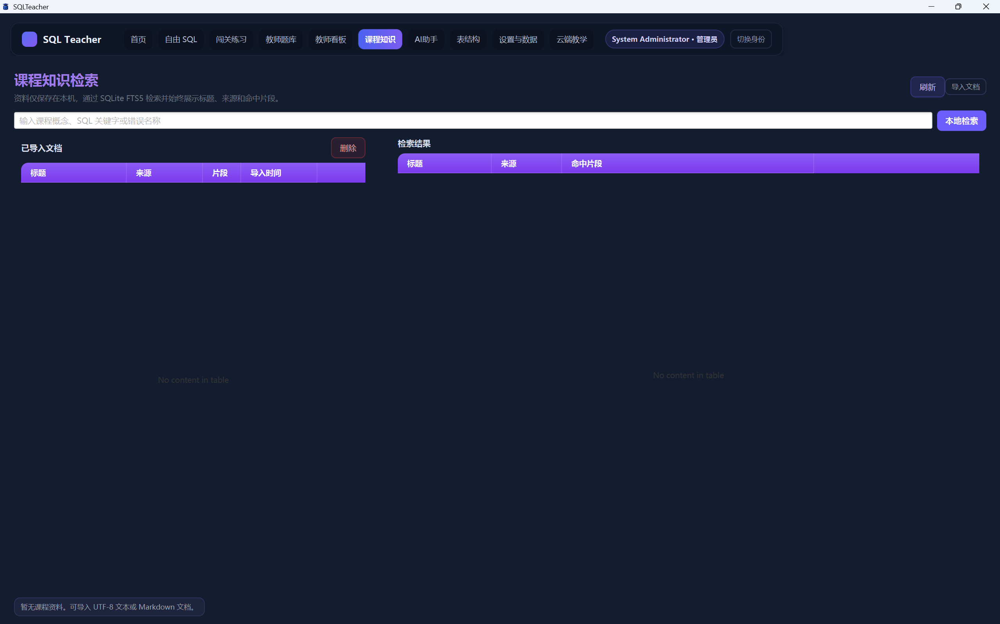 SQLTeacher
SQL Teacher 首页 自由 SQL 闯关练习 教师题库 教师看板 课程知识 AI助手 表结构 设置与数据 云端教学 System Administrator • 管理员 切换身份
课程知识检索
资料仅保存在本机，通过 SQLite FTS5 检索并始终展示标题、来源和命中片段。
刷新 导入文档
输入课程概念、SQL 关键字或错误名称 本地检索
已导入文档 删除
标题 来源 片段 导入时间
No content in table
检索结果
标题 来源 命中片段
No content in table
暂无课程资料。可导入 UTF-8 文本或 Markdown 文档。